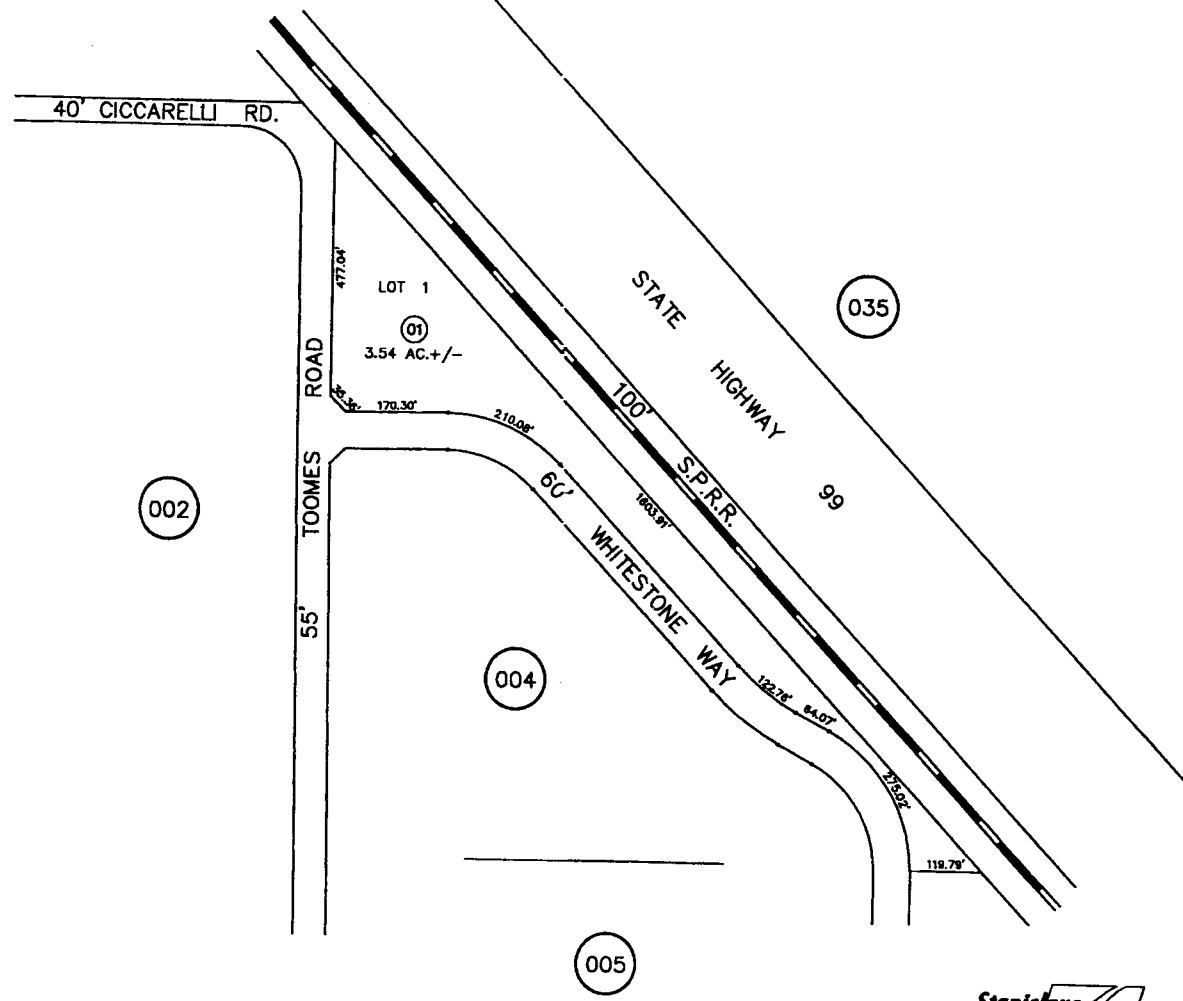 40' CICCARELLI RD.
477.04'
LOT 1
01
3.54 AC.+/-
STATE HIGHWAY 99
035
55' TOOMES ROAD
35.36'
170.30'
210.08'
100' S.P.R.R.
1603.91'
60' WHITESTONE WAY
002
004
122.76'
84.07'
275.02'
119.79'
005